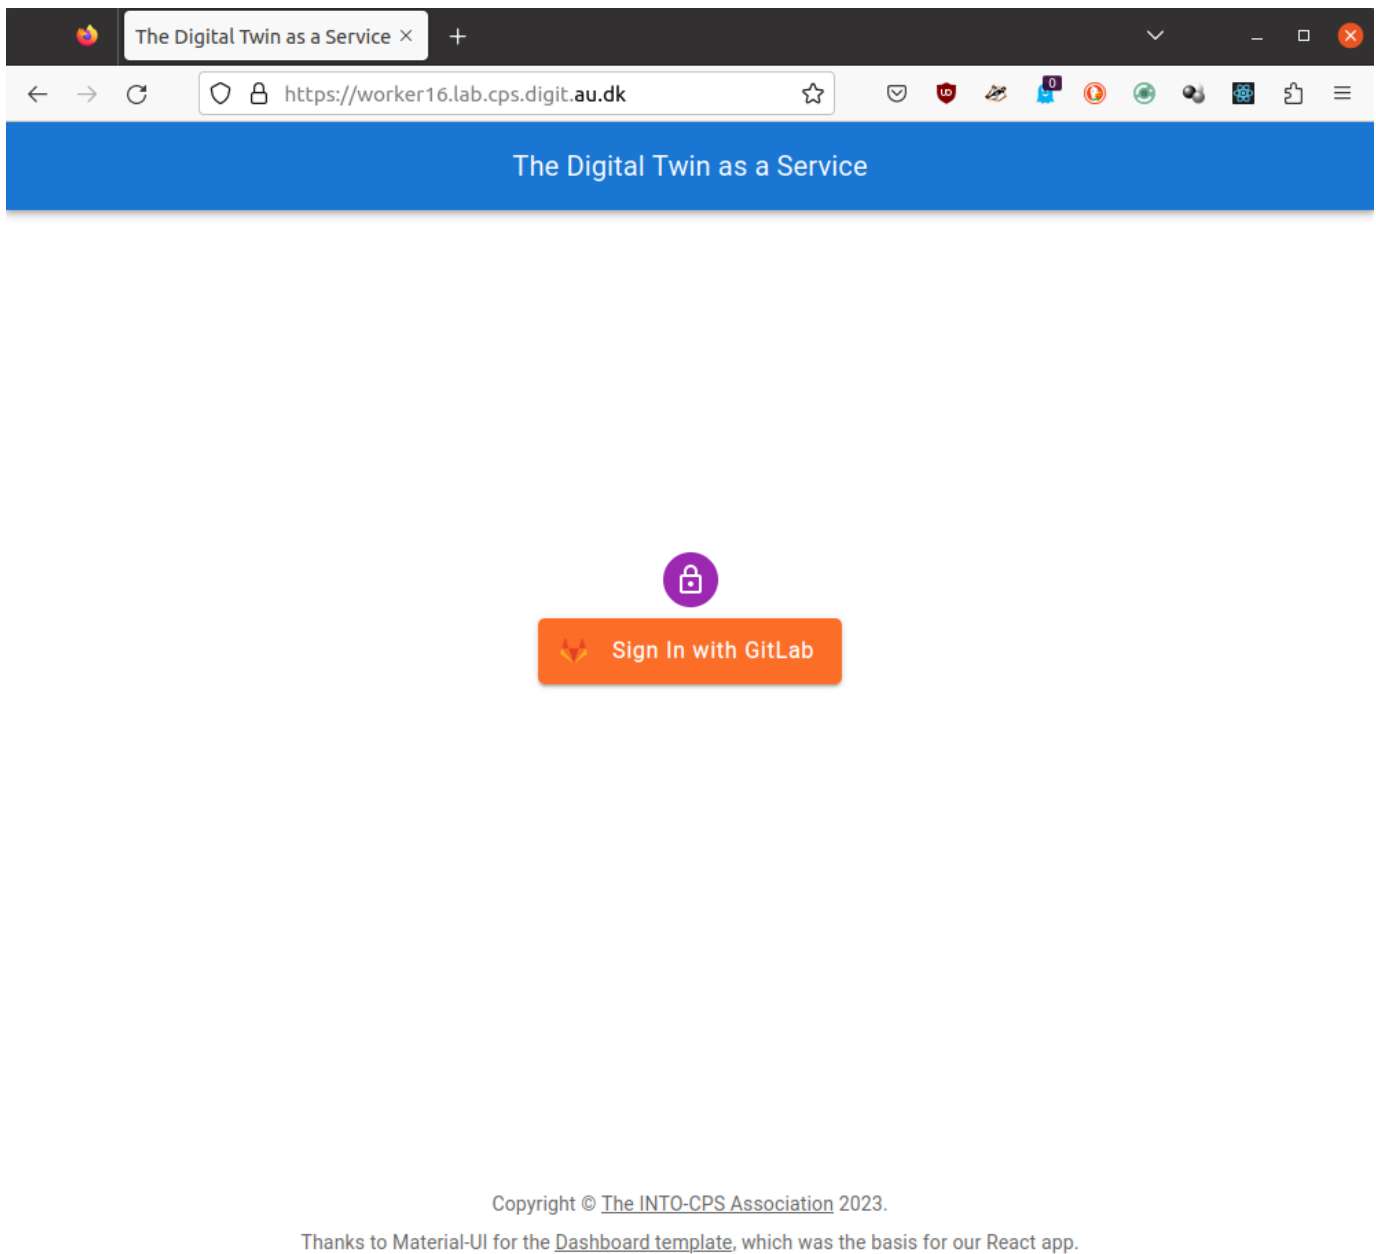 The Digital Twin as a Service
https://worker16.lab.cps.digit.au.dk
0
The Digital Twin as a Service
Sign In with GitLab
Copyright © The INTO-CPS Association 2023.
Thanks to Material-UI for the Dashboard template, which was the basis for our React app.